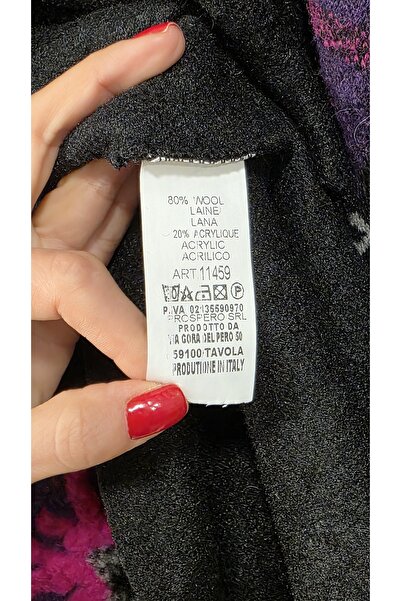 80% WOOL
LAINE/
LANA
20% ACRYLIQUE
ACRYLIC
ACRILICO
ART 11459
P.IVA 02135590970
PROSPERO SRL
PRODOTTO DA
VIA GORA DEL PERO 50
59100 TAVOLA
PRODUTIONE IN ITALY